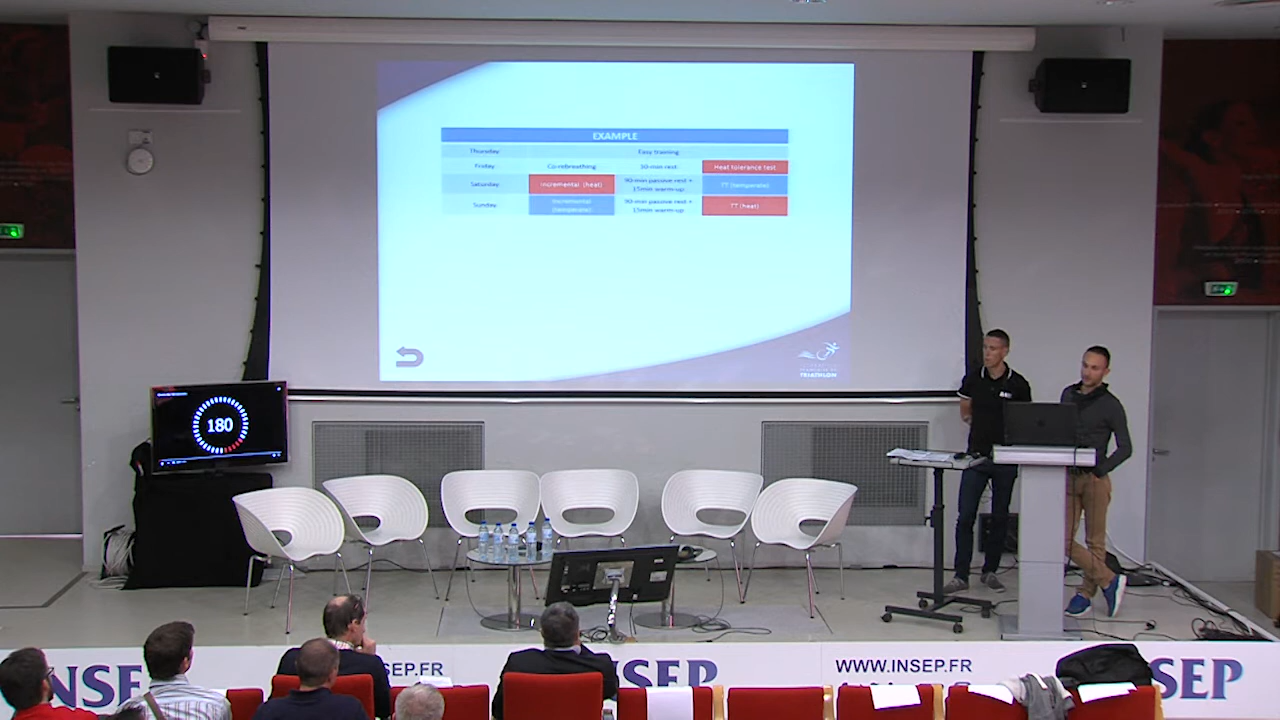 EXAMPLE
Thursday Easy training
Friday Co-rebreathing 30-min rest Heat tolerance test
Saturday Incremental (heat) 90-min passive rest + 15min warm-up TT (temperate)
Sunday Incremental (temperate) 90-min passive rest + 15min warm-up TT (heat)
TRIATHLON
180
INSEP.FR
WWW.INSEP.FR
NSE
INSEP
SEP